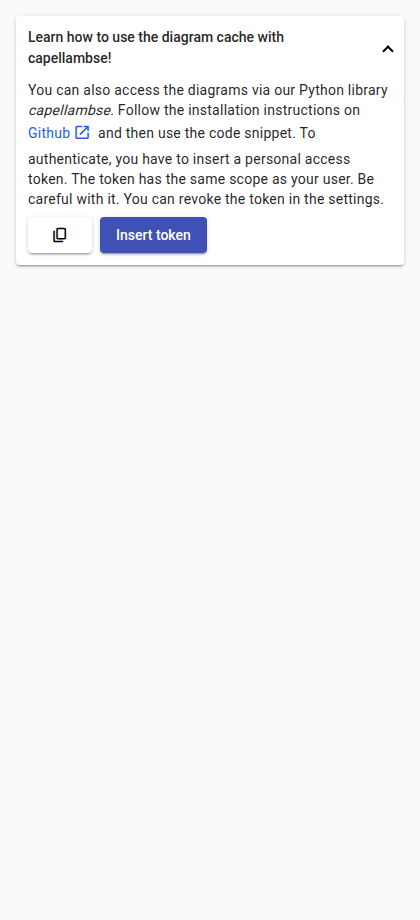 Learn how to use the diagram cache with
capellambse!
You can also access the diagrams via our Python library
capellambse. Follow the installation instructions on
Github and then use the code snippet. To
authenticate, you have to insert a personal access
token. The token has the same scope as your user. Be
careful with it. You can revoke the token in the settings.
Insert token